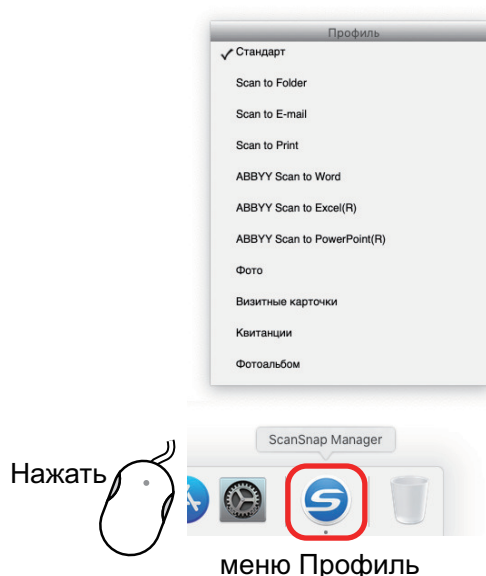 Профиль
Стандарт
Scan to Folder
Scan to E-mail
Scan to Print
ABBYY Scan to Word
ABBYY Scan to Excel(R)
ABBYY Scan to PowerPoint(R)
Фото
Визитные карточки
Квитанции
Фотоальбом
ScanSnap Manager
Нажать
меню Профиль